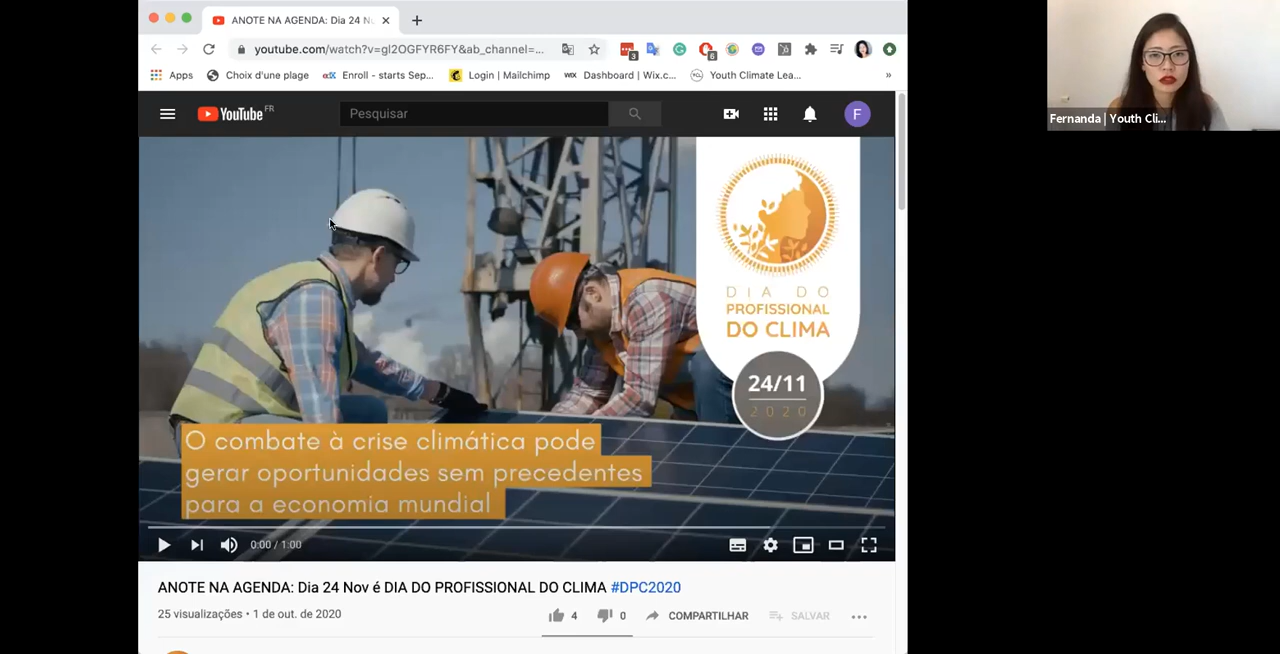 ANOTE NA AGENDA: Dia 24 N
youtube.com/watch?v=gl2OGFYR6FY&ab_channel=...
3
6
Apps
Choix d'une plage
Enroll - starts Sep...
Login | Mailchimp
WIX
Dashboard | Wix.c...
Youth Climate Lea...
»
YouTube FR
Pesquisar
F
DIA DO
PROFISSIONAL
DO CLIMA
24/11
2020
O combate à crise climática pode
gerar oportunidades sem precedentes
para a economia mundial
0:00 / 1:00
ANOTE NA AGENDA: Dia 24 Nov é DIA DO PROFISSIONAL DO CLIMA #DPC2020
25 visualizações • 1 de out. de 2020
4
0
COMPARTILHAR
SALVAR
Fernanda | Youth Cli...